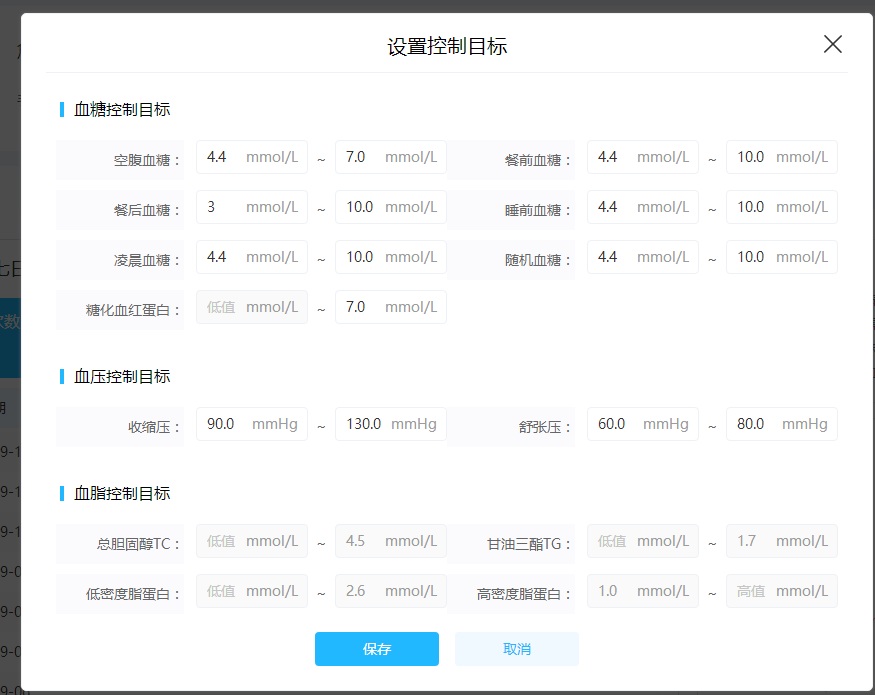 设置控制目标
血糖控制目标
空腹血糖： 4.4 mmol/L ~ 7.0 mmol/L 餐前血糖： 4.4 mmol/L ~ 10.0 mmol/L
餐后血糖： 3 mmol/L ~ 10.0 mmol/L 睡前血糖： 4.4 mmol/L ~ 10.0 mmol/L
凌晨血糖： 4.4 mmol/L ~ 10.0 mmol/L 随机血糖： 4.4 mmol/L ~ 10.0 mmol/L
糖化血红蛋白： 低值 mmol/L ~ 7.0 mmol/L
血压控制目标
收缩压： 90.0 mmHg ~ 130.0 mmHg 舒张压： 60.0 mmHg ~ 80.0 mmHg
血脂控制目标
总胆固醇TC： 低值 mmol/L ~ 4.5 mmol/L 甘油三酯TG： 低值 mmol/L ~ 1.7 mmol/L
低密度脂蛋白： 低值 mmol/L ~ 2.6 mmol/L 高密度脂蛋白： 1.0 mmol/L ~ 高值 mmol/L
保存 取消